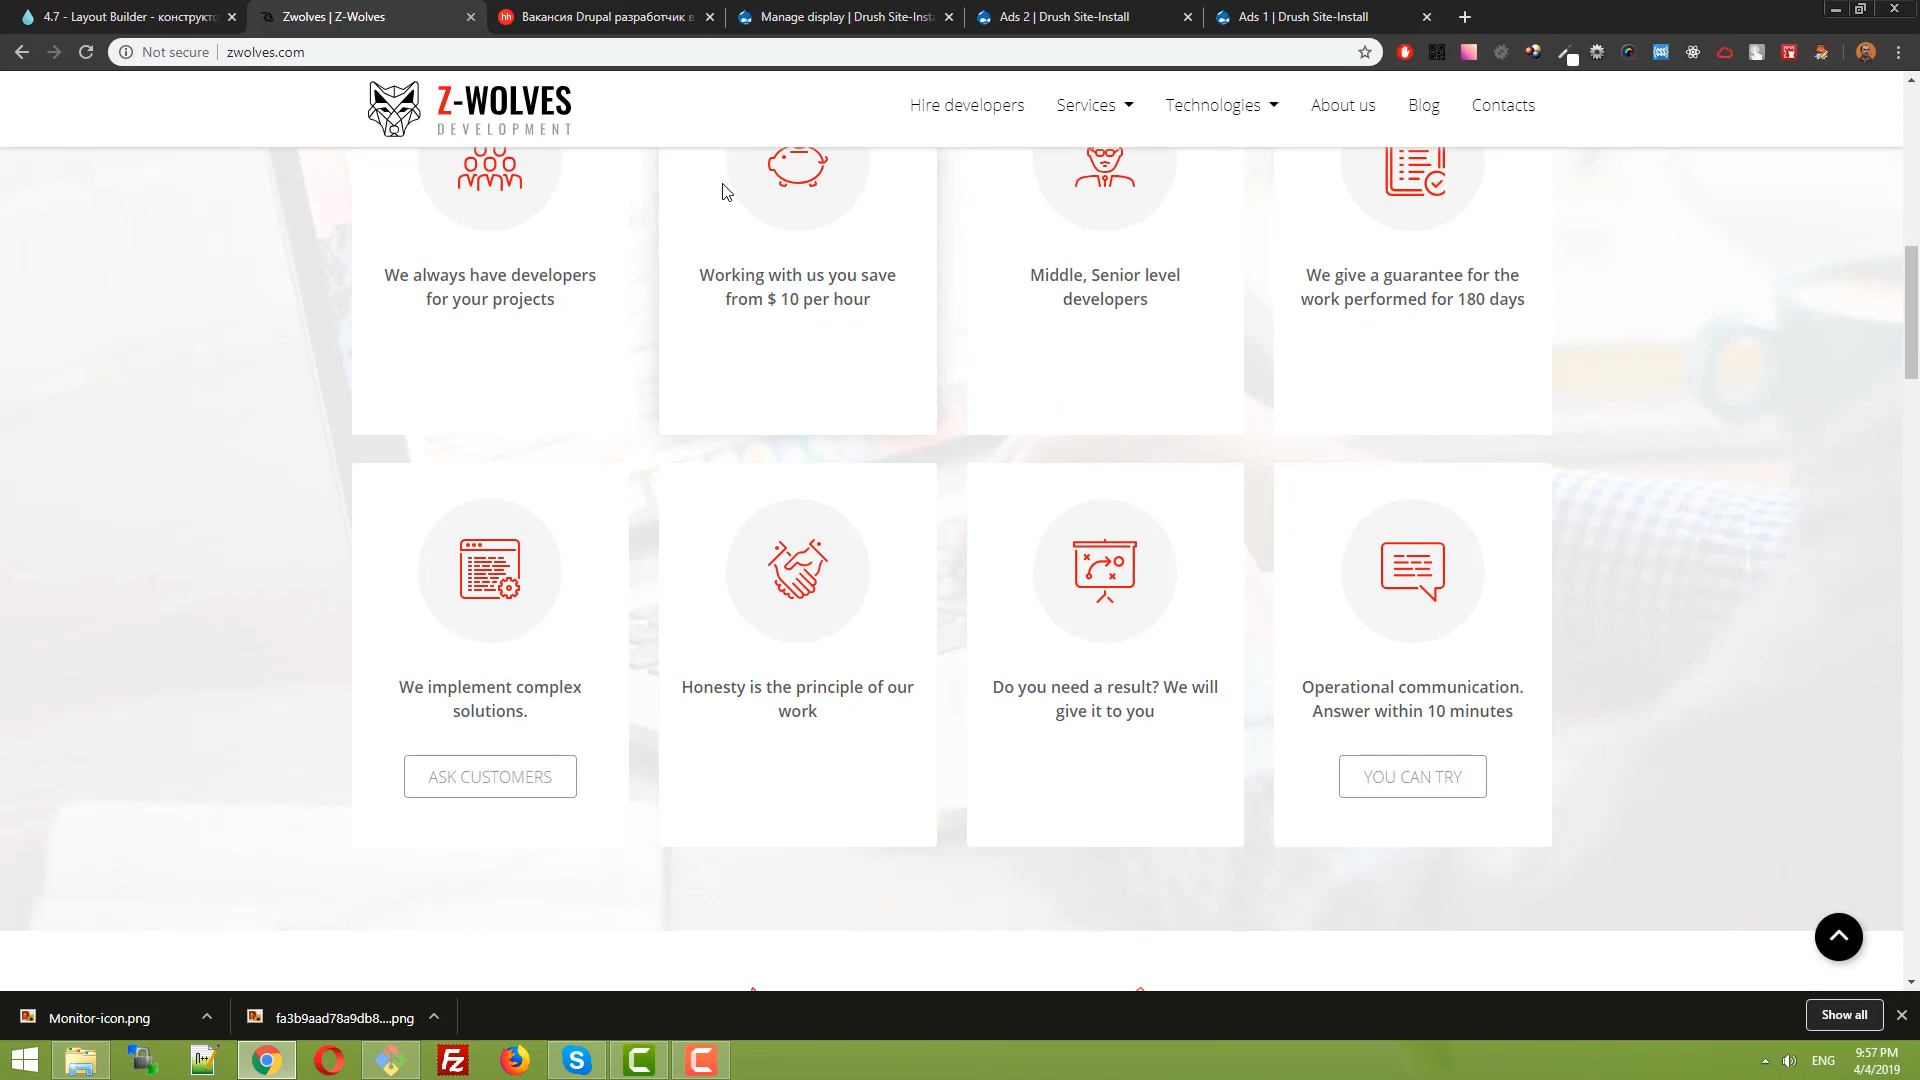 4.7 - Layout Builder - конструкто
Zwolves | Z-Wolves
Вакансия Drupal разработчик в
Manage display | Drush Site-Insta
Ads 2 | Drush Site-Install
Ads 1 | Drush Site-Install
Not secure
zwolves.com
Z-WOLVES
DEVELOPMENT
Hire developers
Services
Technologies
About us
Blog
Contacts
We always have developers
for your projects
Working with us you save
from $ 10 per hour
Middle, Senior level
developers
We give a guarantee for the
work performed for 180 days
We implement complex
solutions.
ASK CUSTOMERS
Honesty is the principle of our
work
Do you need a result? We will
give it to you
Operational communication.
Answer within 10 minutes
YOU CAN TRY
Monitor-icon.png
fa3b9aad78a9db8....png
Show all
ENG
9:57 PM
4/4/2019